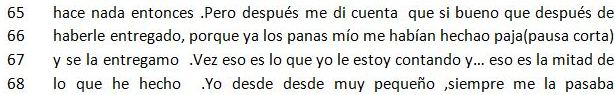 65 hace nada entonces .Pero después me di cuenta que si bueno que después de
66 haberle entregado, porque ya los panas mío me habían hechao paja(pausa corta)
67 y se la entregamo .Vez eso es lo que yo le estoy contando y... eso es la mitad de
68 lo que he hecho .Yo desde desde muy pequeño ,siempre me la pasaba